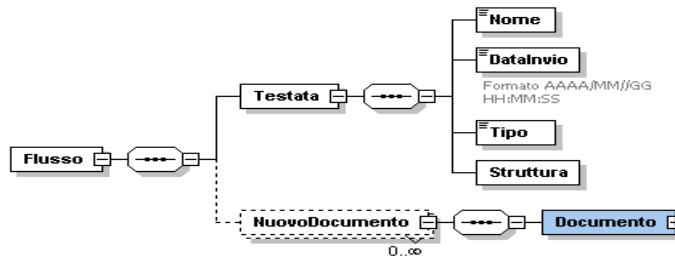 Nome
DataInvio
Formato AAAA/MM//GG
HH:MM:SS
Testata
Tipo
Flusso
Struttura
NuovoDocumento
Documento
0..∞